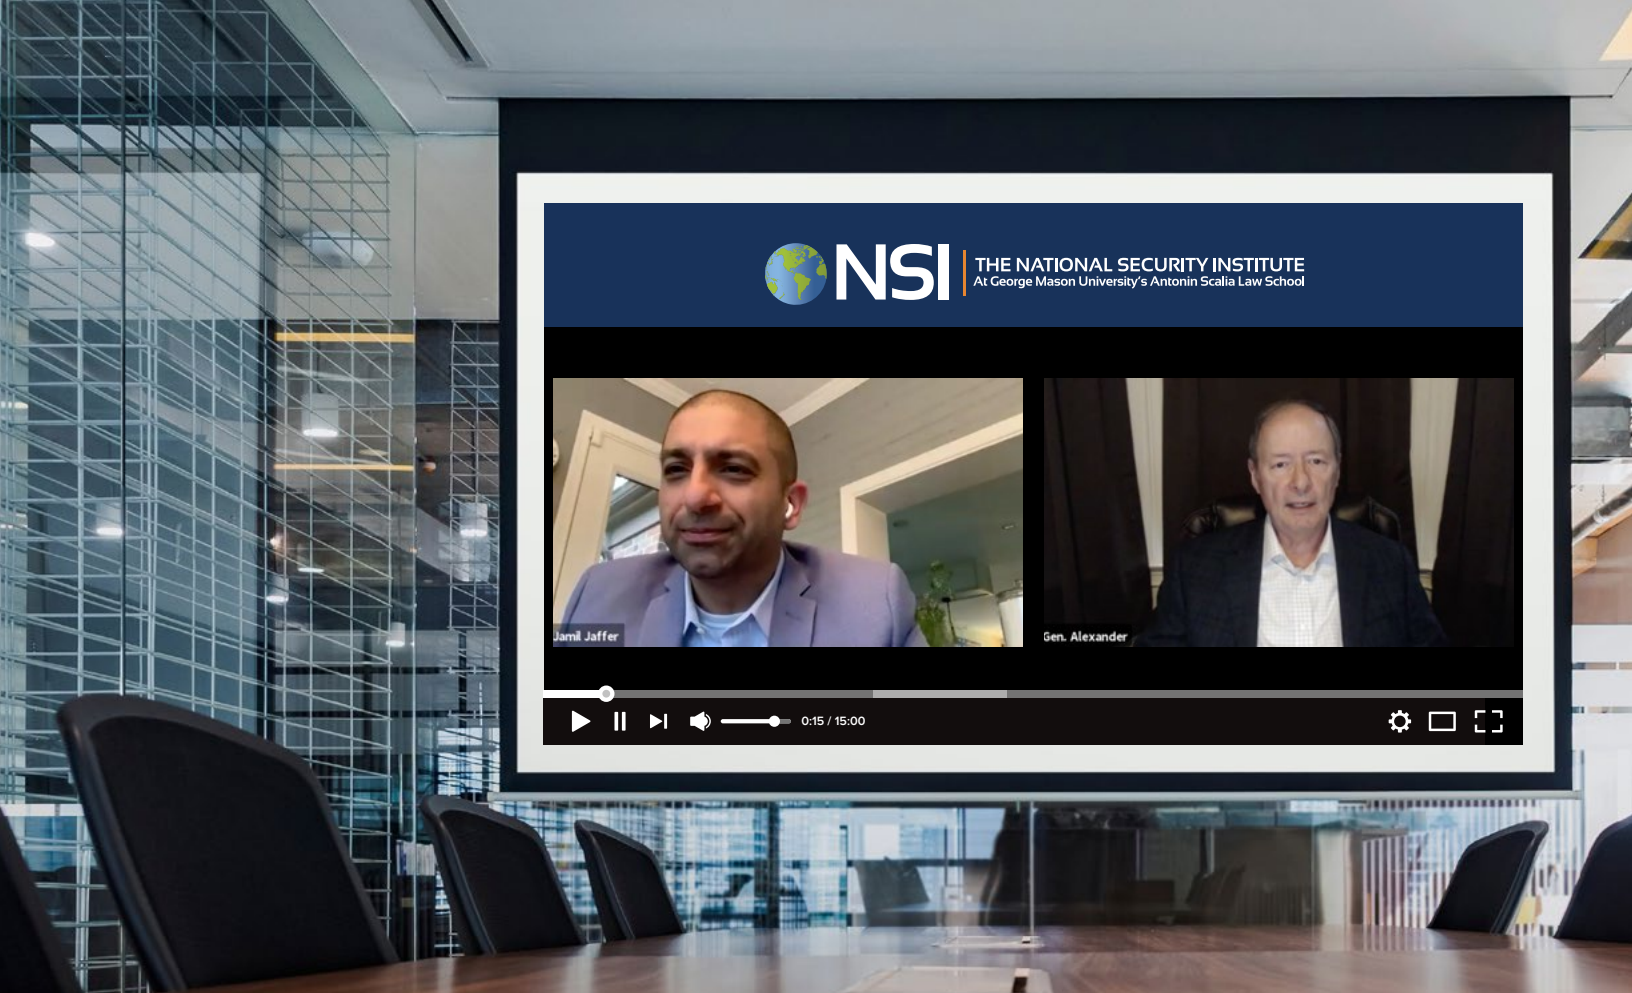 NSI
THE NATIONAL SECURITY INSTITUTE
At George Mason University's Antonin Scalia Law School
Jamil Jaffer
Gen. Alexander
0:15 / 15:00